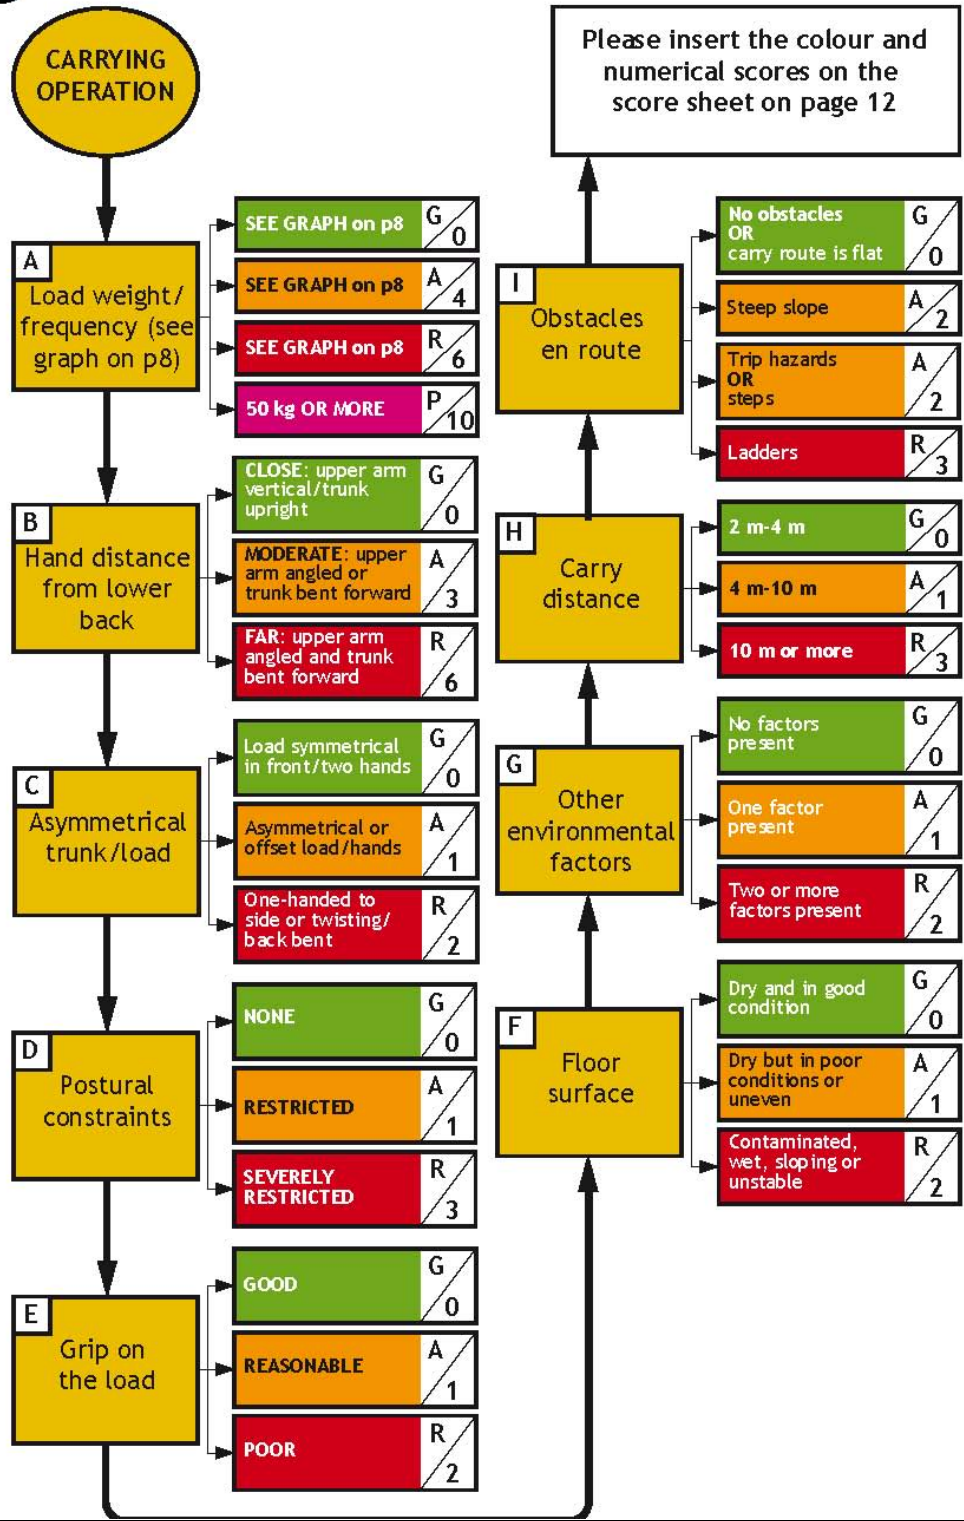 CARRYING
OPERATION
A
Load weight/
frequency (see
graph on p8)
SEE GRAPH on p8
G
0
SEE GRAPH on p8
A
4
SEE GRAPH on p8
R
6
50 kg OR MORE
P
10
B
Hand distance
from lower
back
CLOSE: upper arm
vertical/trunk
upright
G
0
MODERATE: upper
arm angled or
trunk bent forward
A
3
FAR: upper arm
angled and trunk
bent forward
R
6
C
Asymmetrical
trunk/load
Load symmetrical
in front/two hands
G
0
Asymmetrical or
offset load/hands
A
1
One-handed to
side or twisting/
back bent
R
2
D
Postural
constraints
NONE
G
0
RESTRICTED
A
1
SEVERELY
RESTRICTED
R
3
E
Grip on
the load
GOOD
G
0
REASONABLE
A
1
POOR
R
2
F
Floor
surface
Dry and in good
condition
G
0
Dry but in poor
conditions or
uneven
A
1
Contaminated,
wet, sloping or
unstable
R
2
G
Other
environmental
factors
No factors
present
G
0
One factor
present
A
1
Two or more
factors present
R
2
H
Carry
distance
2 m-4 m
G
0
4 m-10 m
A
1
10 m or more
R
3
I
Obstacles
en route
No obstacles
OR
carry route is flat
G
0
Steep slope
A
2
Trip hazards
OR
steps
A
2
Ladders
R
3
Please insert the colour and
numerical scores on the
score sheet on page 12